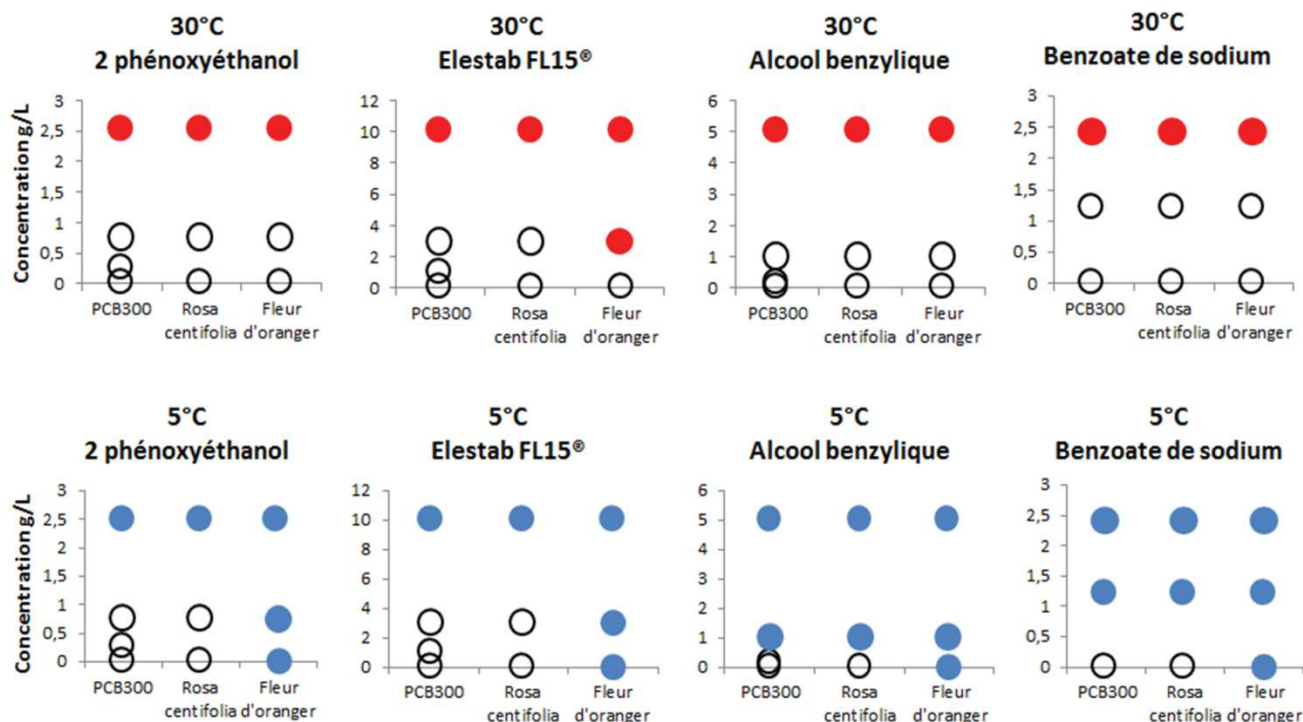 30°C
2 phénoxyéthanol
30°C
Elestab FL15®
30°C
Alcool benzylique
30°C
Benzoate de sodium
Concentration g/L
3
2,5
2
1,5
1
0,5
0
PCB300
Rosa centifolia
Fleur d'oranger
12
10
8
6
4
2
0
PCB300
Rosa centifolia
Fleur d'oranger
6
5
4
3
2
1
0
PCB300
Rosa centifolia
Fleur d'oranger
3
2,5
2
1,5
1
0,5
0
PCB300
Rosa centifolia
Fleur d'oranger
5°C
2 phénoxyéthanol
5°C
Elestab FL15®
5°C
Alcool benzylique
5°C
Benzoate de sodium
Concentration g/L
3
2,5
2
1,5
1
0,5
0
PCB300
Rosa centifolia
Fleur d'oranger
12
10
8
6
4
2
0
PCB300
Rosa centifolia
Fleur d'oranger
6
5
4
3
2
1
0
PCB300
Rosa centifolia
Fleur d'oranger
3
2,5
2
1,5
1
0,5
0
PCB300
Rosa centifolia
Fleur d'oranger